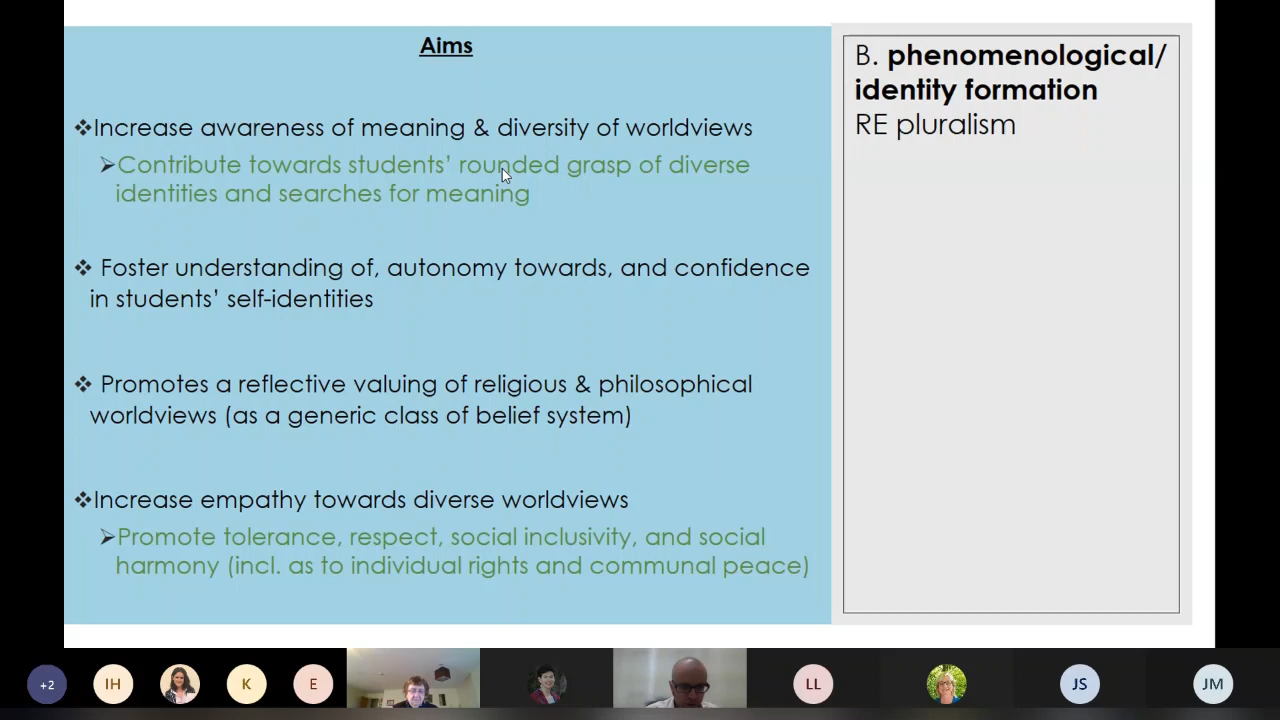 Aims
❖Increase awareness of meaning & diversity of worldviews
➢Contribute towards students’ rounded grasp of diverse
identities and searches for meaning
❖ Foster understanding of, autonomy towards, and confidence
in students’ self-identities
❖ Promotes a reflective valuing of religious & philosophical
worldviews (as a generic class of belief system)
❖Increase empathy towards diverse worldviews
➢Promote tolerance, respect, social inclusivity, and social
harmony (incl. as to individual rights and communal peace)
B. phenomenological/
identity formation
RE pluralism
+2
IH
K
E
LL
JS
JM